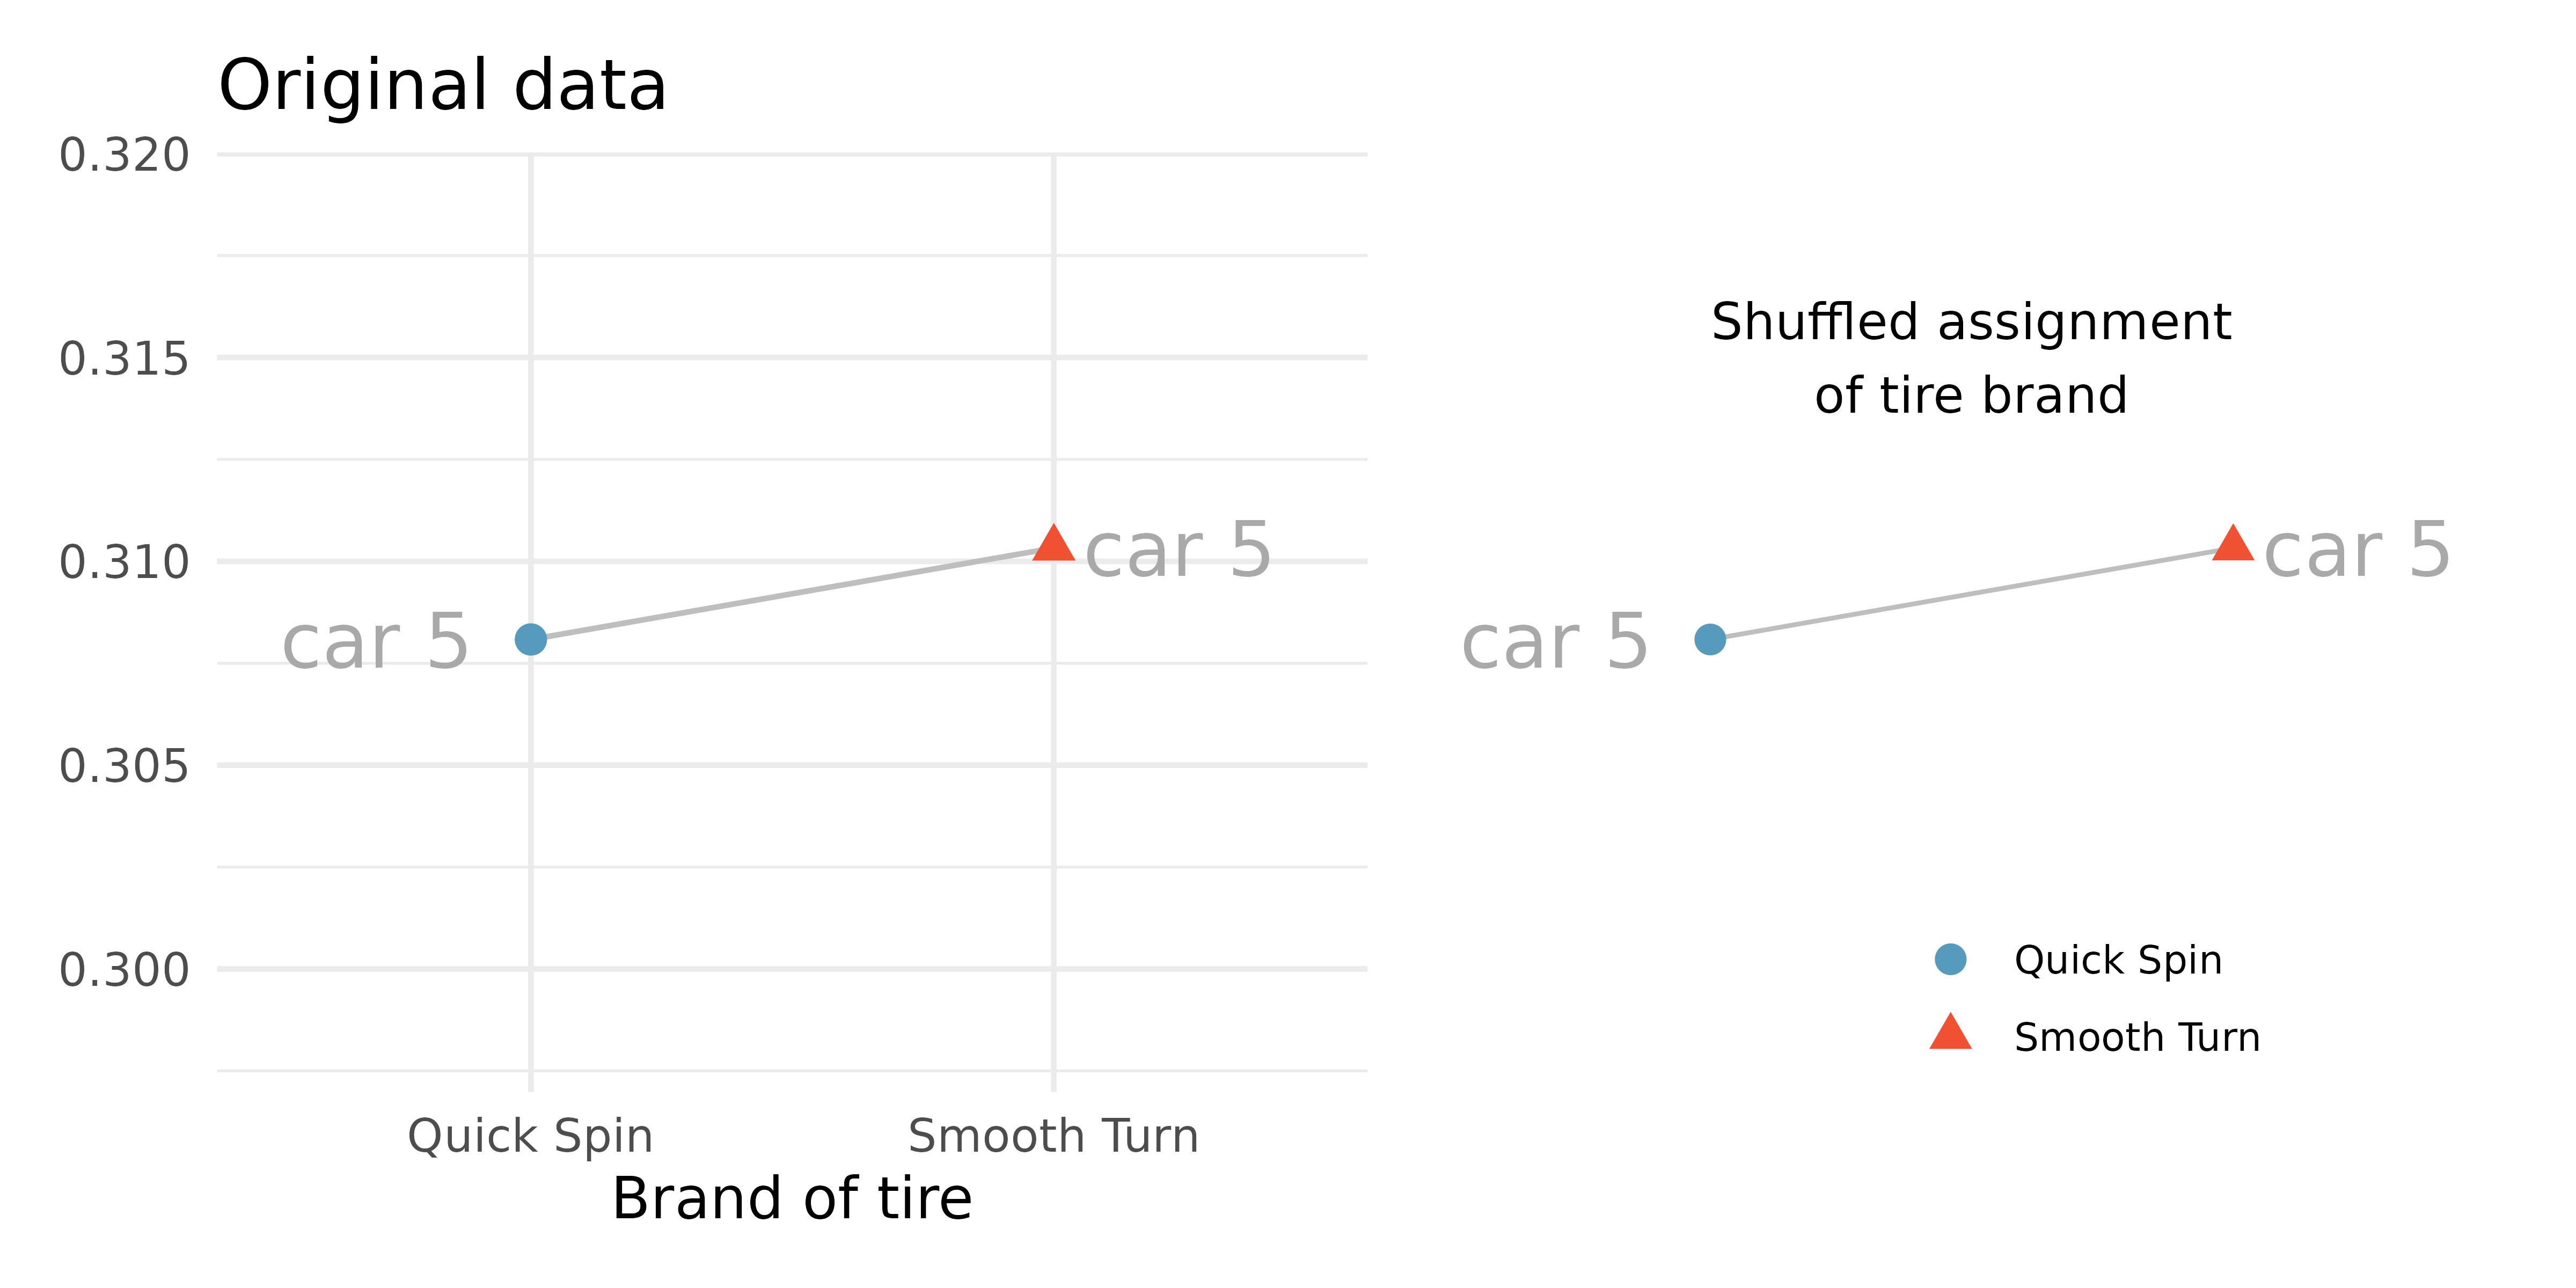 Original data
0.320
0.315
0.310
0.305
0.300
car 5
car 5
Quick Spin
Smooth Turn
Brand of tire
Shuffled assignment
of tire brand
car 5
car 5
Quick Spin
Smooth Turn